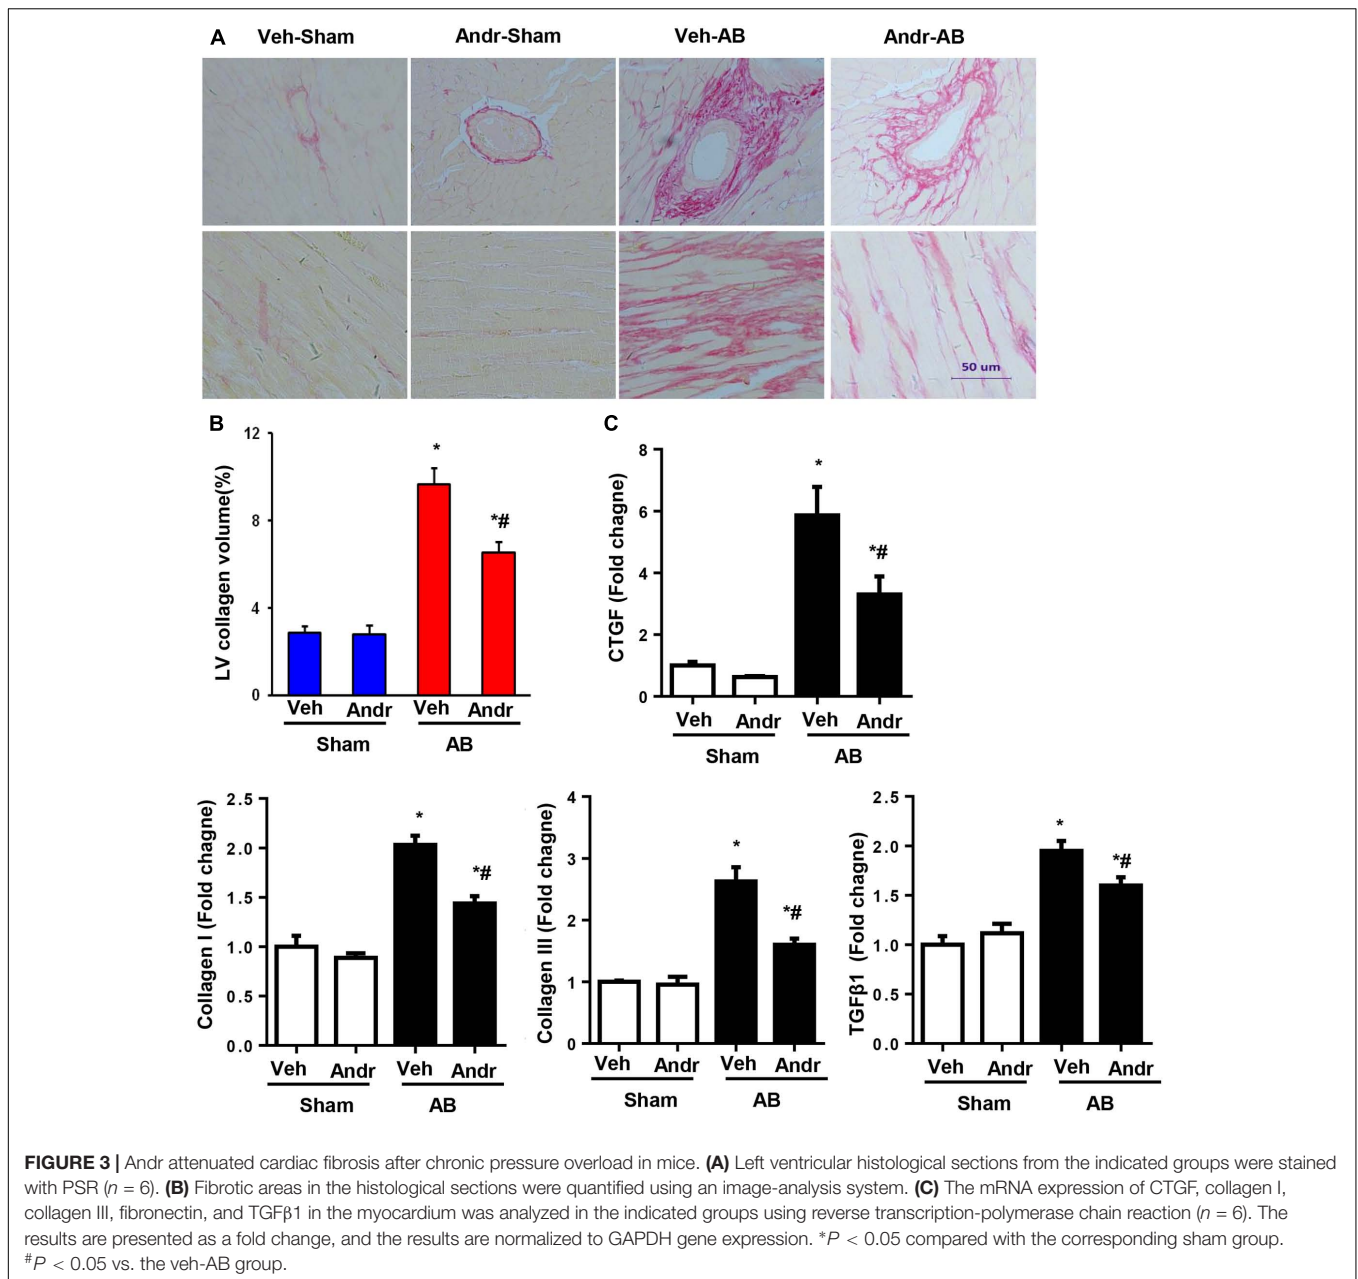 A Veh-Sham Andr-Sham Veh-AB Andr-AB
50 um
B
LV collagen volume(%)
12
8
4
0
* *#
Veh Andr Veh Andr
Sham AB
C
CTGF (Fold chagne)
8
6
4
2
0
* *#
Veh Andr Veh Andr
Sham AB
Collagen I (Fold chagne)
2.5
2.0
1.5
1.0
0.5
0.0
* *#
Veh Andr Veh Andr
Sham AB
Collagen III (Fold chagne)
4
3
2
1
0
* *#
Veh Andr Veh Andr
Sham AB
TGFβ1 (Fold chagne)
2.5
2.0
1.5
1.0
0.5
0.0
* *#
Veh Andr Veh Andr
Sham AB
FIGURE 3 | Andr attenuated cardiac fibrosis after chronic pressure overload in mice. (A) Left ventricular histological sections from the indicated groups were stained
with PSR (n = 6). (B) Fibrotic areas in the histological sections were quantified using an image-analysis system. (C) The mRNA expression of CTGF, collagen I,
collagen III, fibronectin, and TGFβ1 in the myocardium was analyzed in the indicated groups using reverse transcription-polymerase chain reaction (n = 6). The
results are presented as a fold change, and the results are normalized to GAPDH gene expression. *P < 0.05 compared with the corresponding sham group.
#P < 0.05 vs. the veh-AB group.